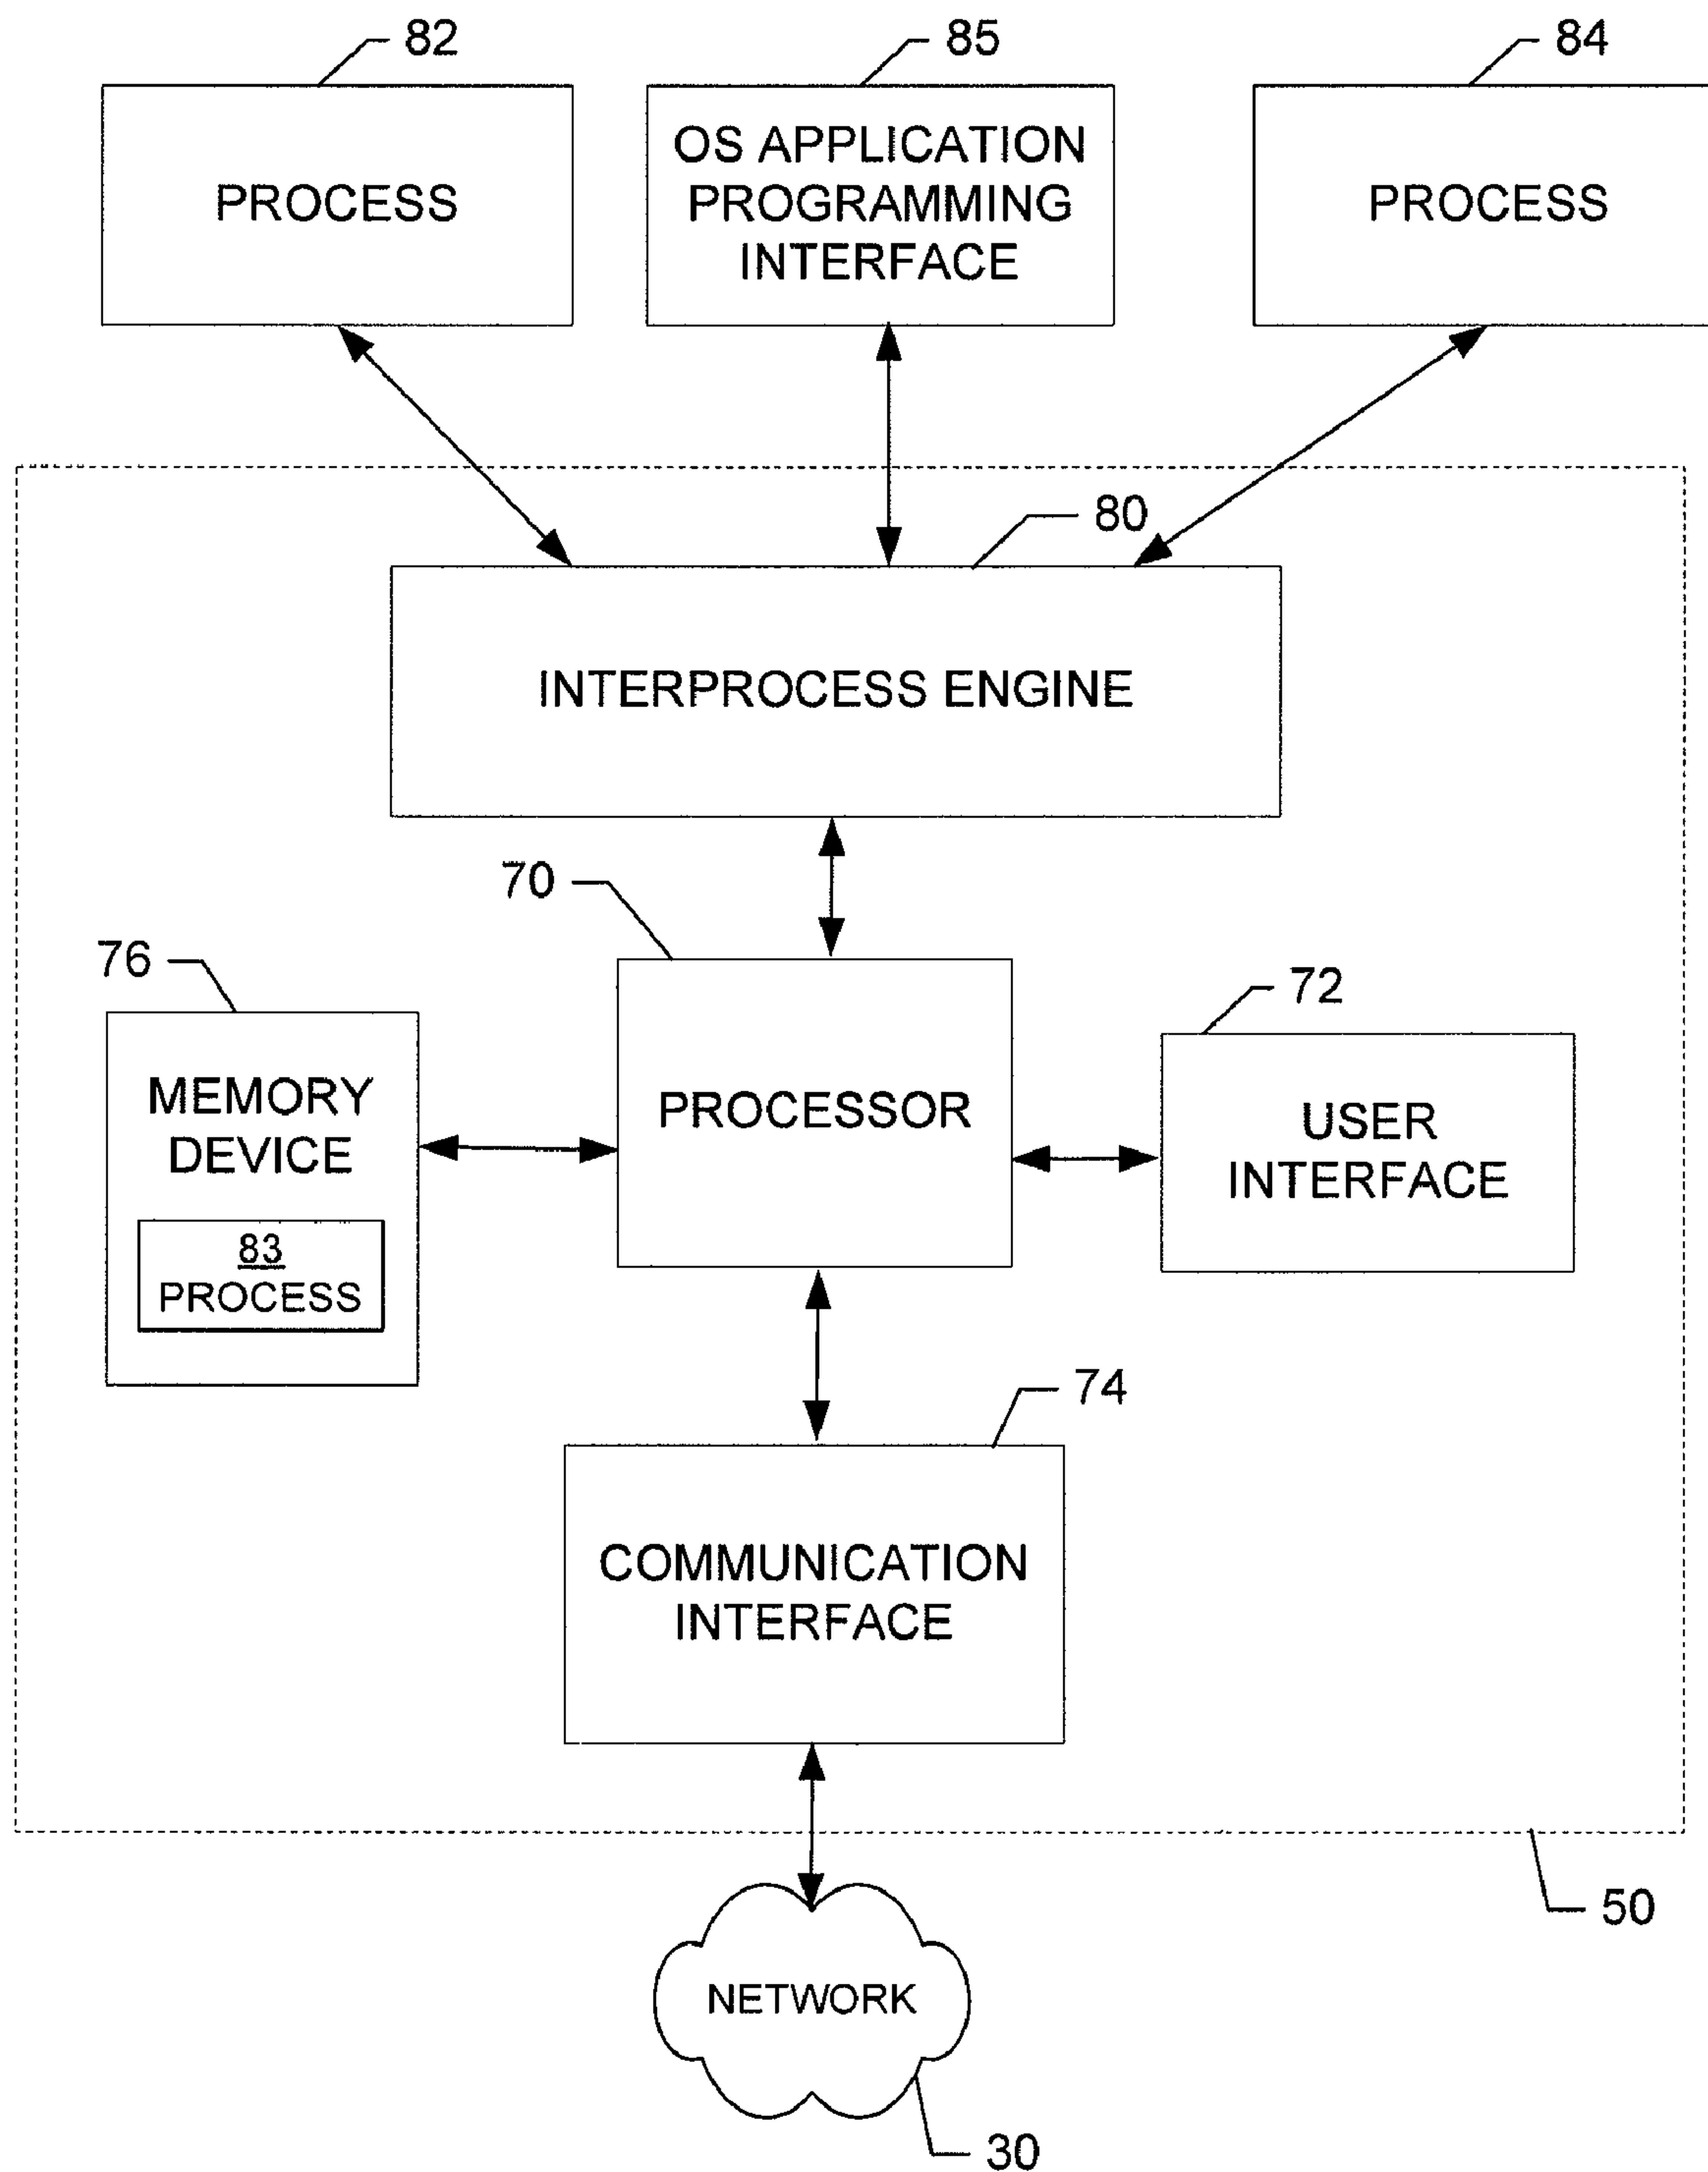 82
85
84
PROCESS
OS APPLICATION
PROGRAMMING
INTERFACE
PROCESS
80
INTERPROCESS ENGINE
70
76
72
MEMORY
DEVICE
83
PROCESS
PROCESSOR
USER
INTERFACE
74
COMMUNICATION
INTERFACE
50
NETWORK
30